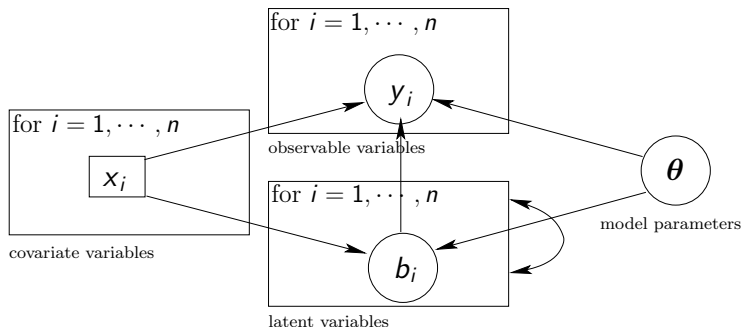 for i = 1, ··· , n
y_i
observable variables
for i = 1, ··· , n
x_i
covariate variables
θ
model parameters
for i = 1, ··· , n
b_i
latent variables